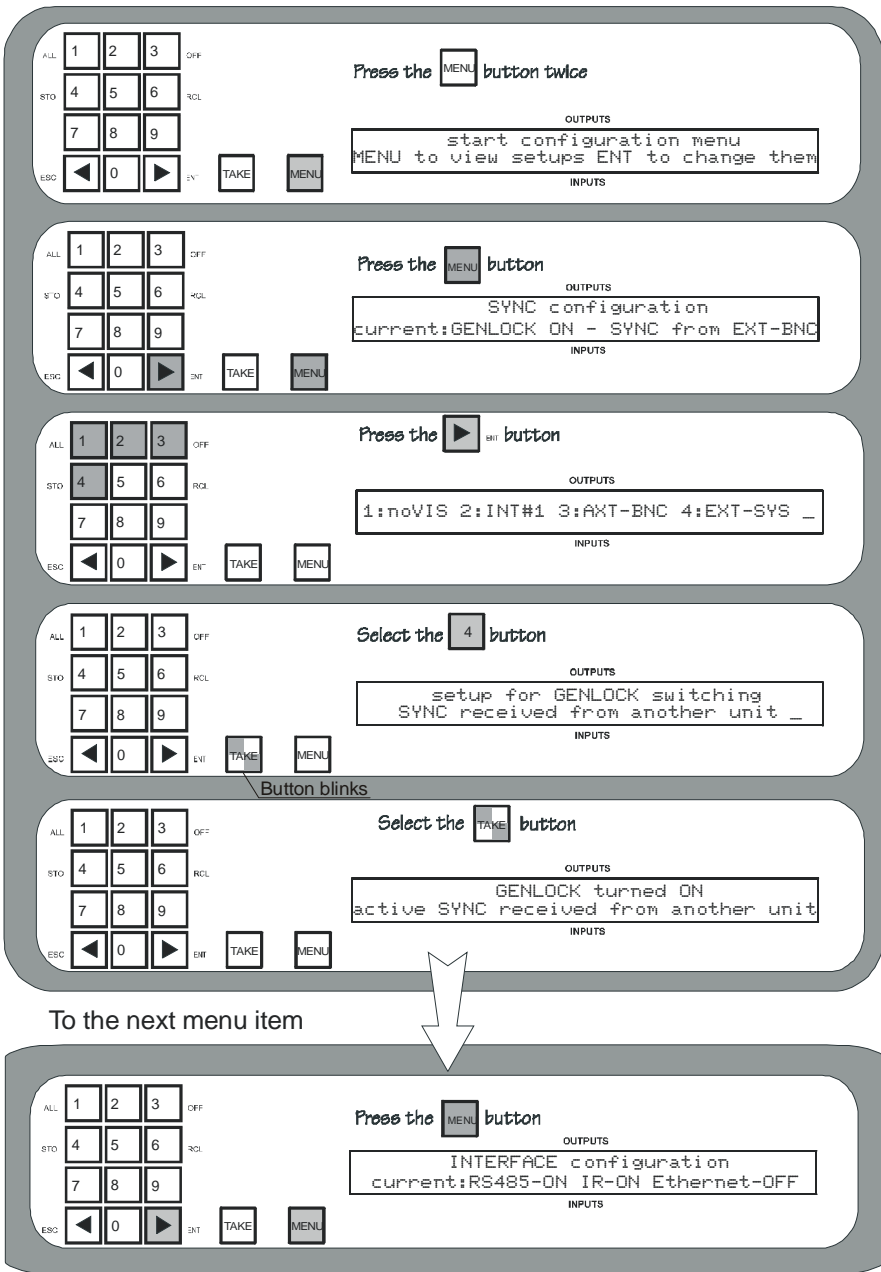 Press the MENU button twice
ALL 1 2 3 OFF
STO 4 5 6 RCL
7 8 9
ESC 0 ENT TAKE MENU
OUTPUTS
start configuration menu
MENU to view setups ENT to change them
INPUTS
Press the MENU button
ALL 1 2 3 OFF
STO 4 5 6 RCL
7 8 9
ESC 0 ENT TAKE MENU
OUTPUTS
SYNC configuration
current:GENLOCK ON - SYNC from EXT-BNC
INPUTS
Press the ENT button
ALL 1 2 3 OFF
STO 4 5 6 RCL
7 8 9
ESC 0 ENT TAKE MENU
OUTPUTS
1:noVIS 2:INT#1 3:AXT-BNC 4:EXT-SYS _
INPUTS
Select the 4 button
ALL 1 2 3 OFF
STO 4 5 6 RCL
7 8 9
ESC 0 ENT TAKE MENU
Button blinks
OUTPUTS
setup for GENLOCK switching
SYNC received from another unit _
INPUTS
Select the TAKE button
ALL 1 2 3 OFF
STO 4 5 6 RCL
7 8 9
ESC 0 ENT TAKE MENU
OUTPUTS
GENLOCK turned ON
active SYNC received from another unit
INPUTS
To the next menu item
Press the MENU button
ALL 1 2 3 OFF
STO 4 5 6 RCL
7 8 9
ESC 0 ENT TAKE MENU
OUTPUTS
INTERFACE configuration
current:RS485-ON IR-ON Ethernet-OFF
INPUTS